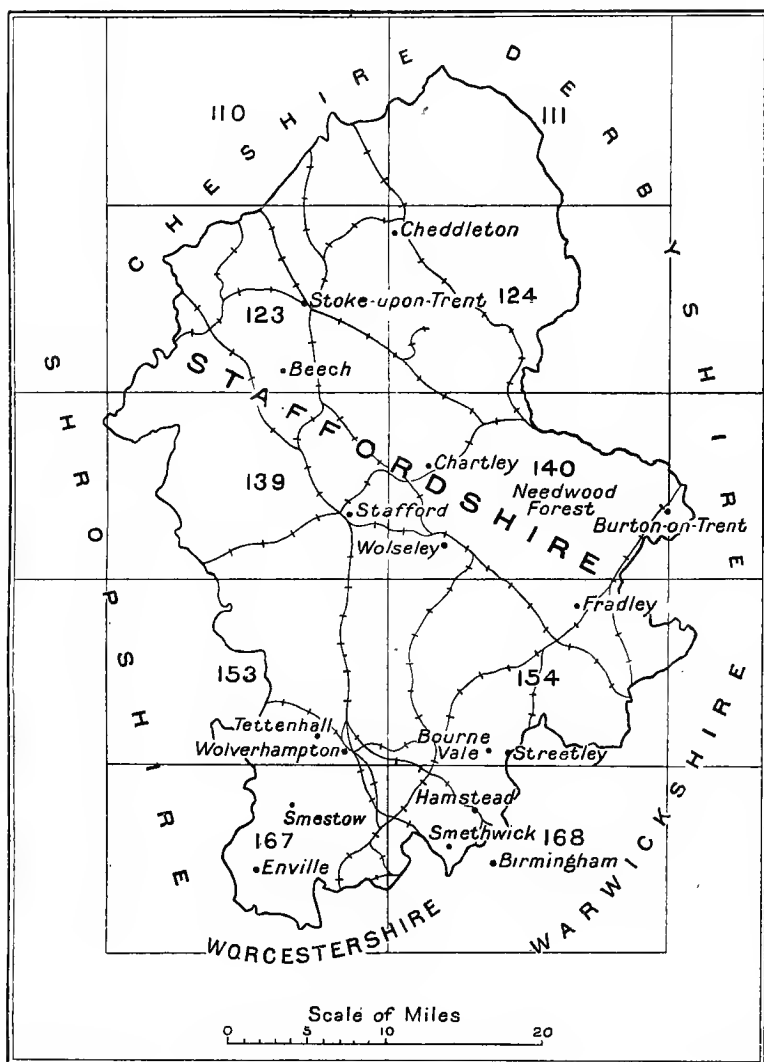 CHESHIRE
DERBYSHIRE
110
111
Cheddleton
Stoke-upon-Trent
124
123
Beech
STAFFORDSHIRE
SHROPSHIRE
Chartley
140
139
Needwood
Forest
Stafford
Burton-on-Trent
Wolseley
Fradley
153
154
Tettenhall
Wolverhampton
Bourne
Vale
Streetley
Hamstead
Smestow
Smethwick
167
168
Enville
Birmingham
WORCESTERSHIRE
WARWICKSHIRE
Scale of Miles
0 5 10 20